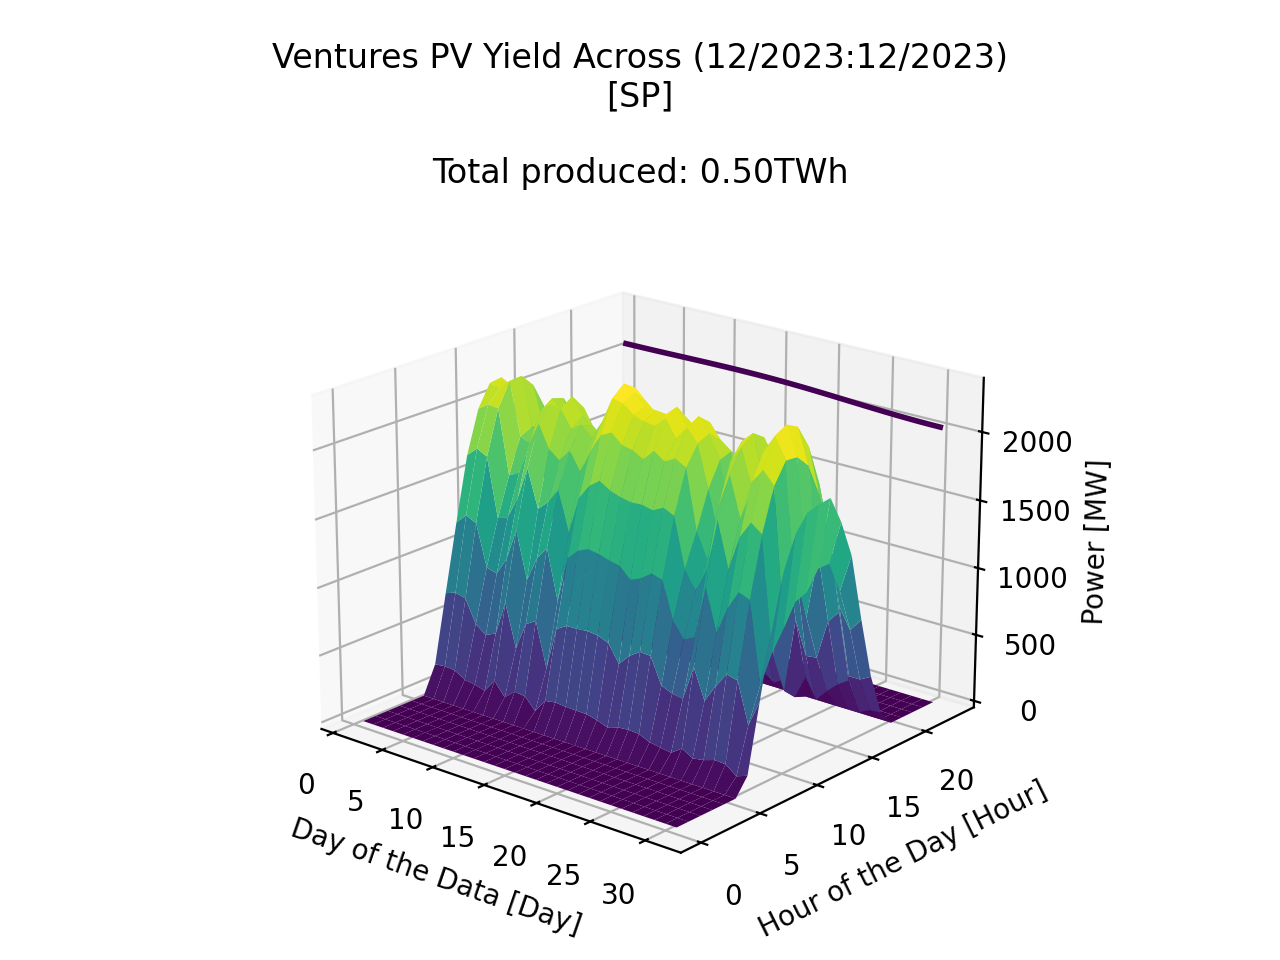 Ventures PV Yield Across (12/2023:12/2023)
[SP]
Total produced: 0.50TWh
2000
1500
1000
500
0
Power [MW]
0
5
10
15
20
25
30
Day of the Data [Day]
0
5
10
15
20
Hour of the Day [Hour]